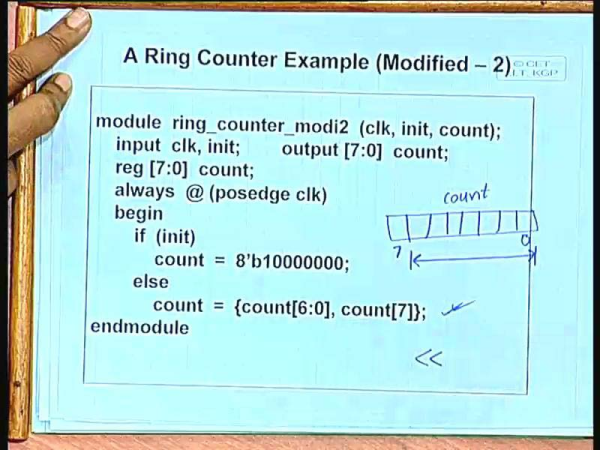 A Ring Counter Example (Modified – 2)
© CET
I.I.T. KGP
module ring_counter_modi2 (clk, init, count);
input clk, init; output [7:0] count;
reg [7:0] count;
always @ (posedge clk)
begin
if (init)
count = 8'b10000000;
else
count = {count[6:0], count[7]};
endmodule
count
7 0
<<